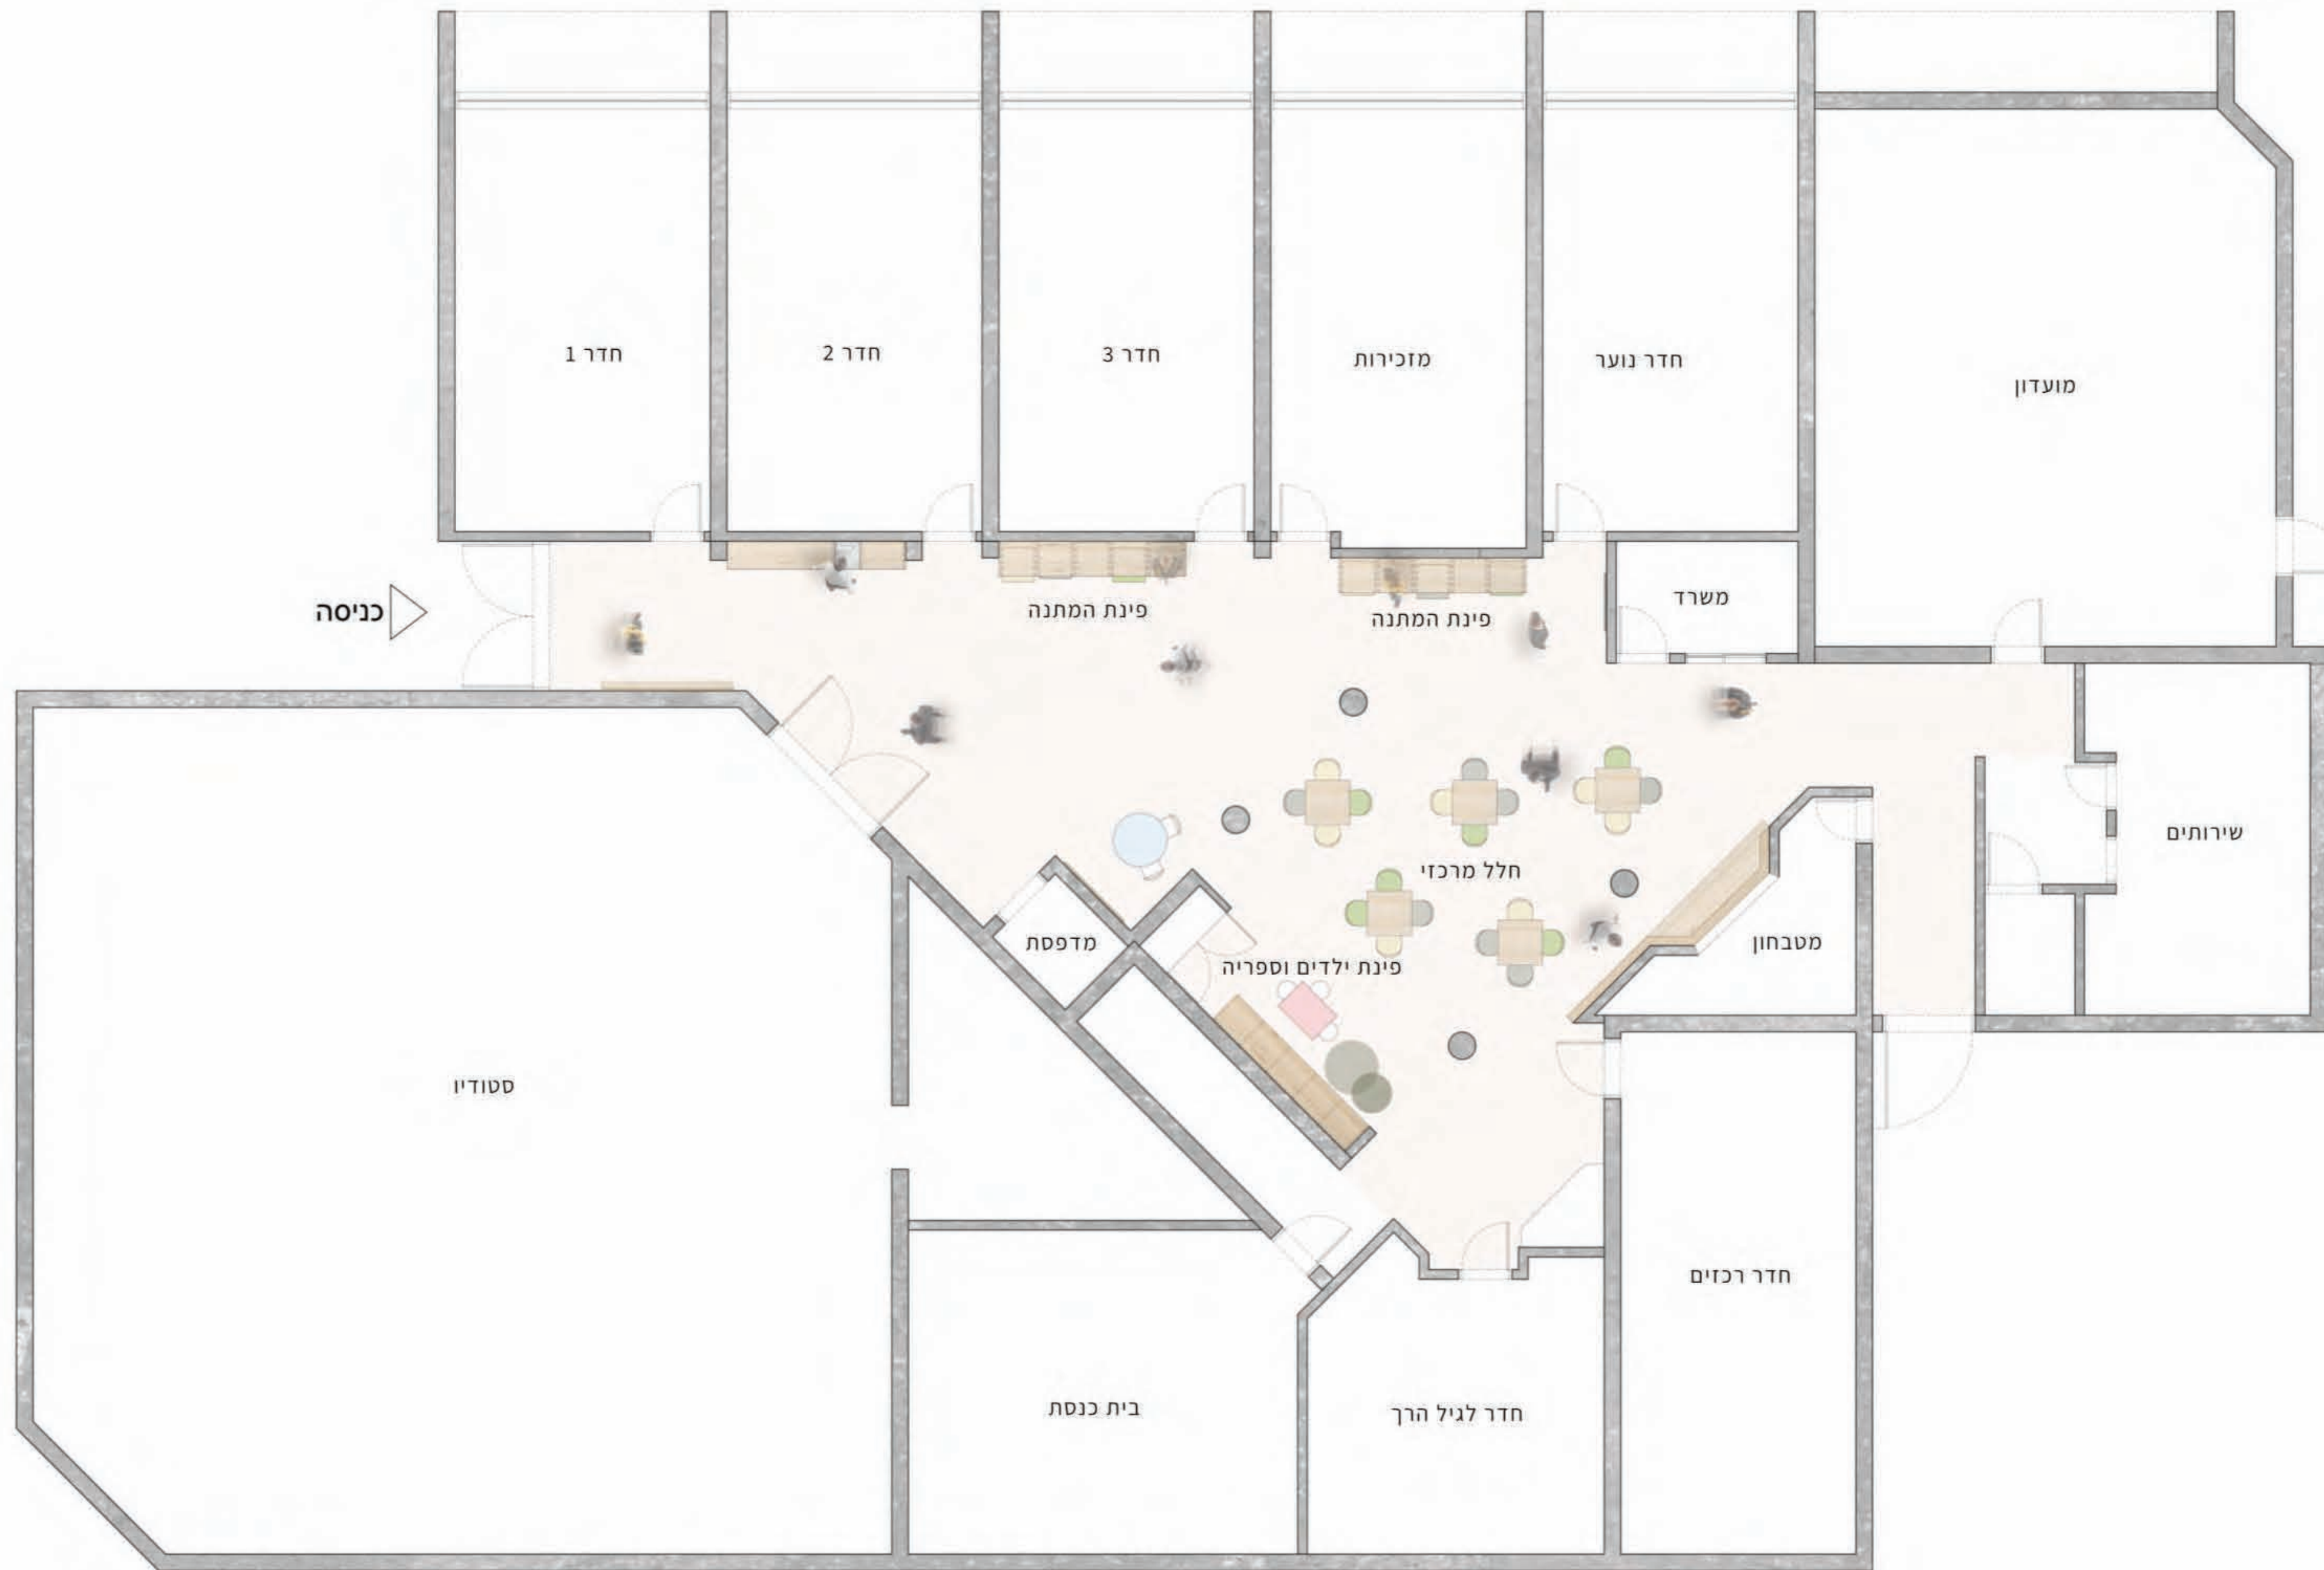 חדר 1
חדר 2
חדר 3
מזכירות
חדר נוער
מועדון
כניסה
פינת המתנה
פינת המתנה
משרד
שירותים
חלל מרכזי
מטבחון
מדפסת
פינת ילדים וספריה
סטודיו
חדר רכזים
בית כנסת
חדר לגיל הרך